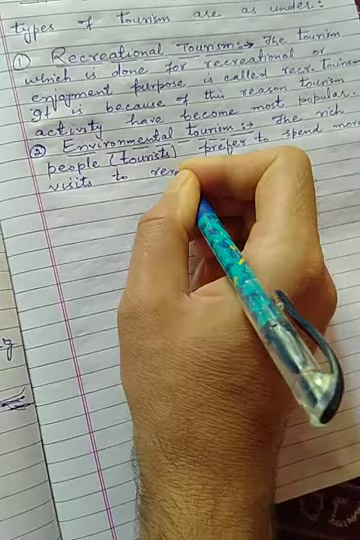 types of tourism are as under:
① Recreational Tourism:→ The tourism
which is done for recreational or
enjoyment purpose is called recr. tourism
It is because of this reason tourism
activity have become most popular.
② Environmental tourism:→ The rich
people (tourists) prefer to spend more
visits to rem